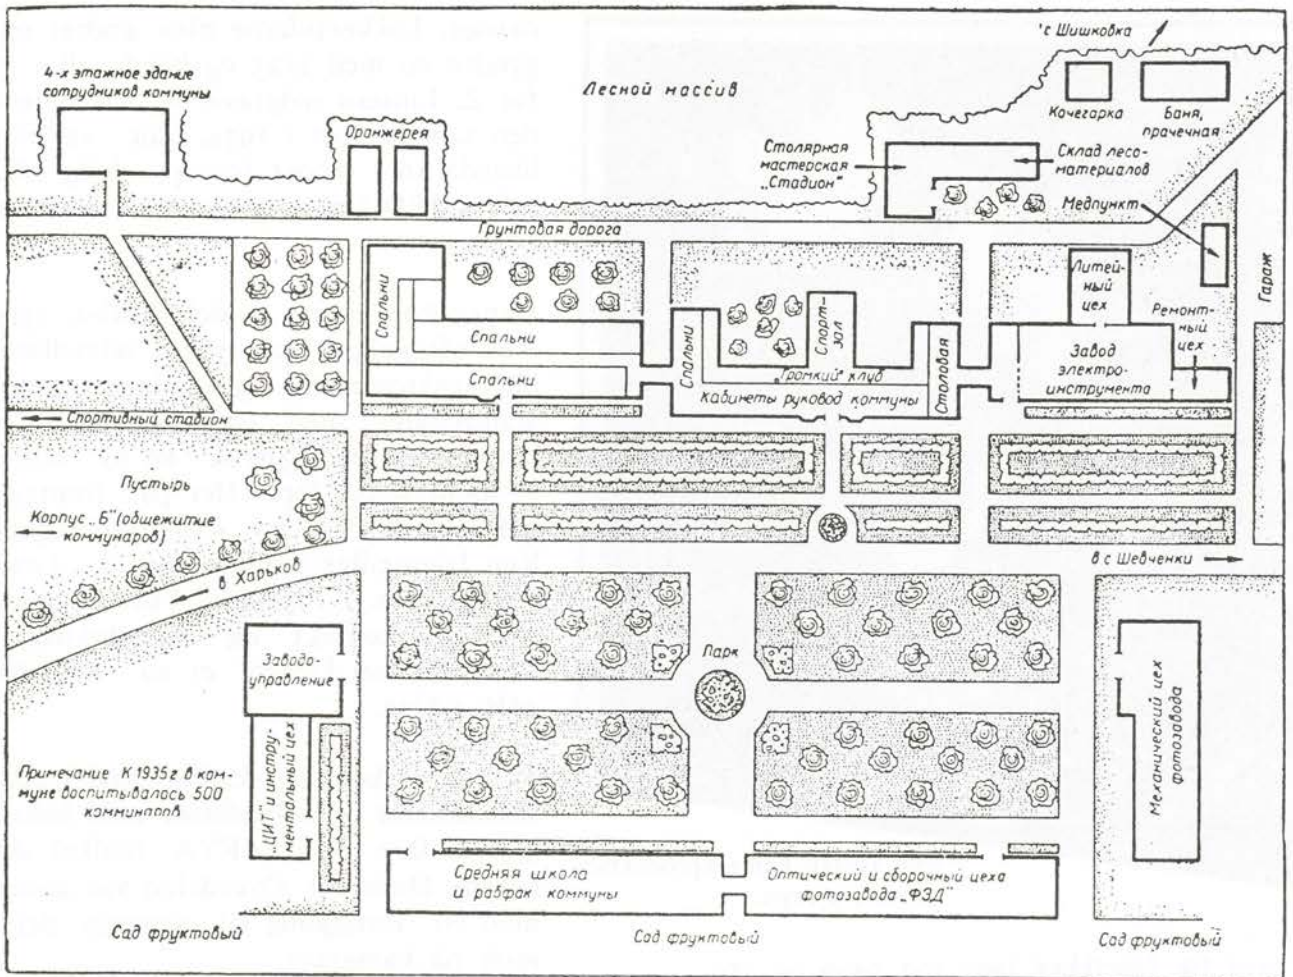 с Шишковка
4-х этажное здание
сотрудников коммуны
Лесной массив
Оранжерея
Кочегарка
Баня,
прачечная
Столярная
мастерская
„Стадион"
Склад лесо-
материалов
Медпункт
Грунтовая дорога
Гараж
Литей-
ный
цех
Ремонт-
ный
цех
Спальни
Спальни
Спальни
Спальни
Спорт-
зал
„Громкий" клуб
Кабинеты руковод коммуны
Столовая
Завод
электро-
инструмента
Спортивный стадион
Пустырь
Корпус „Б" (общежитие
коммунаров)
в Харьков
в с Шевченки
Заводо-
управление
Парк
Механический цех
фотозавода
„ЦИТ" и инстру-
ментальный цех
Примечание К 1935г в ком-
муне воспитывалось 500
коммунаров
Средняя школа
и рабфак коммуны
Оптический и сборочный цеха
фотозавода „ФЭД"
Сад фруктовый
Сад фруктовый
Сад фруктовый